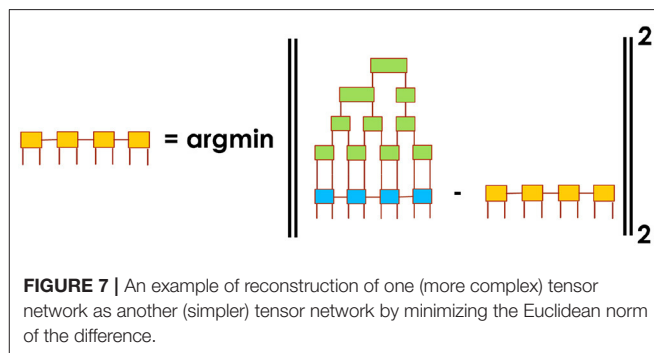 2
= argmin
-
2
FIGURE 7 | An example of reconstruction of one (more complex) tensor
network as another (simpler) tensor network by minimizing the Euclidean norm
of the difference.